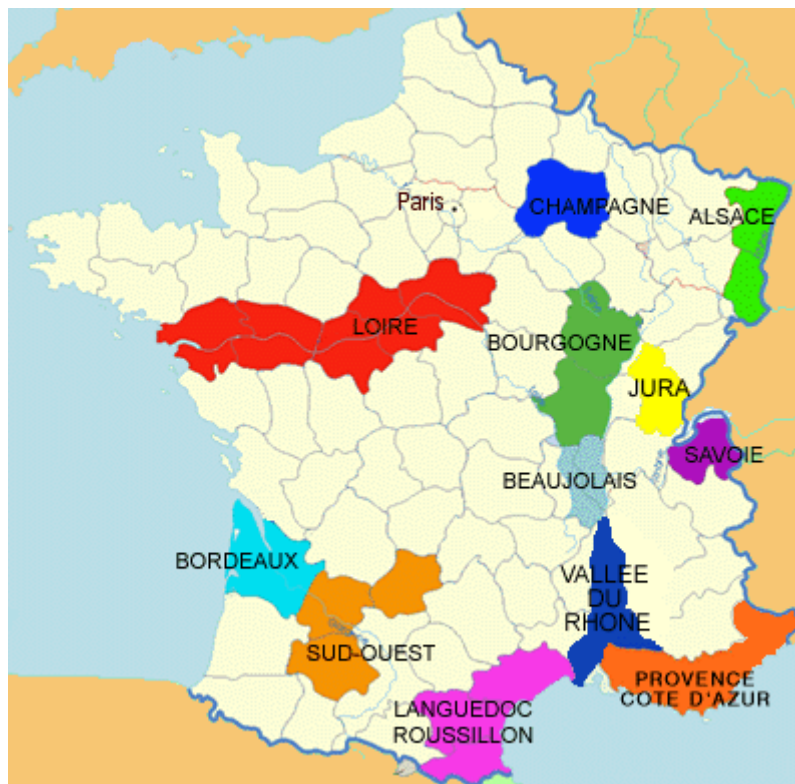 Paris
CHAMPAGNE
ALSACE
LOIRE
BOURGOGNE
JURA
SAVOIE
BEAUJOLAIS
BORDEAUX
VALLEE
DU
RHONE
SUD-OUEST
PROVENCE
COTE D'AZUR
LANGUEDOC
ROUSSILLON